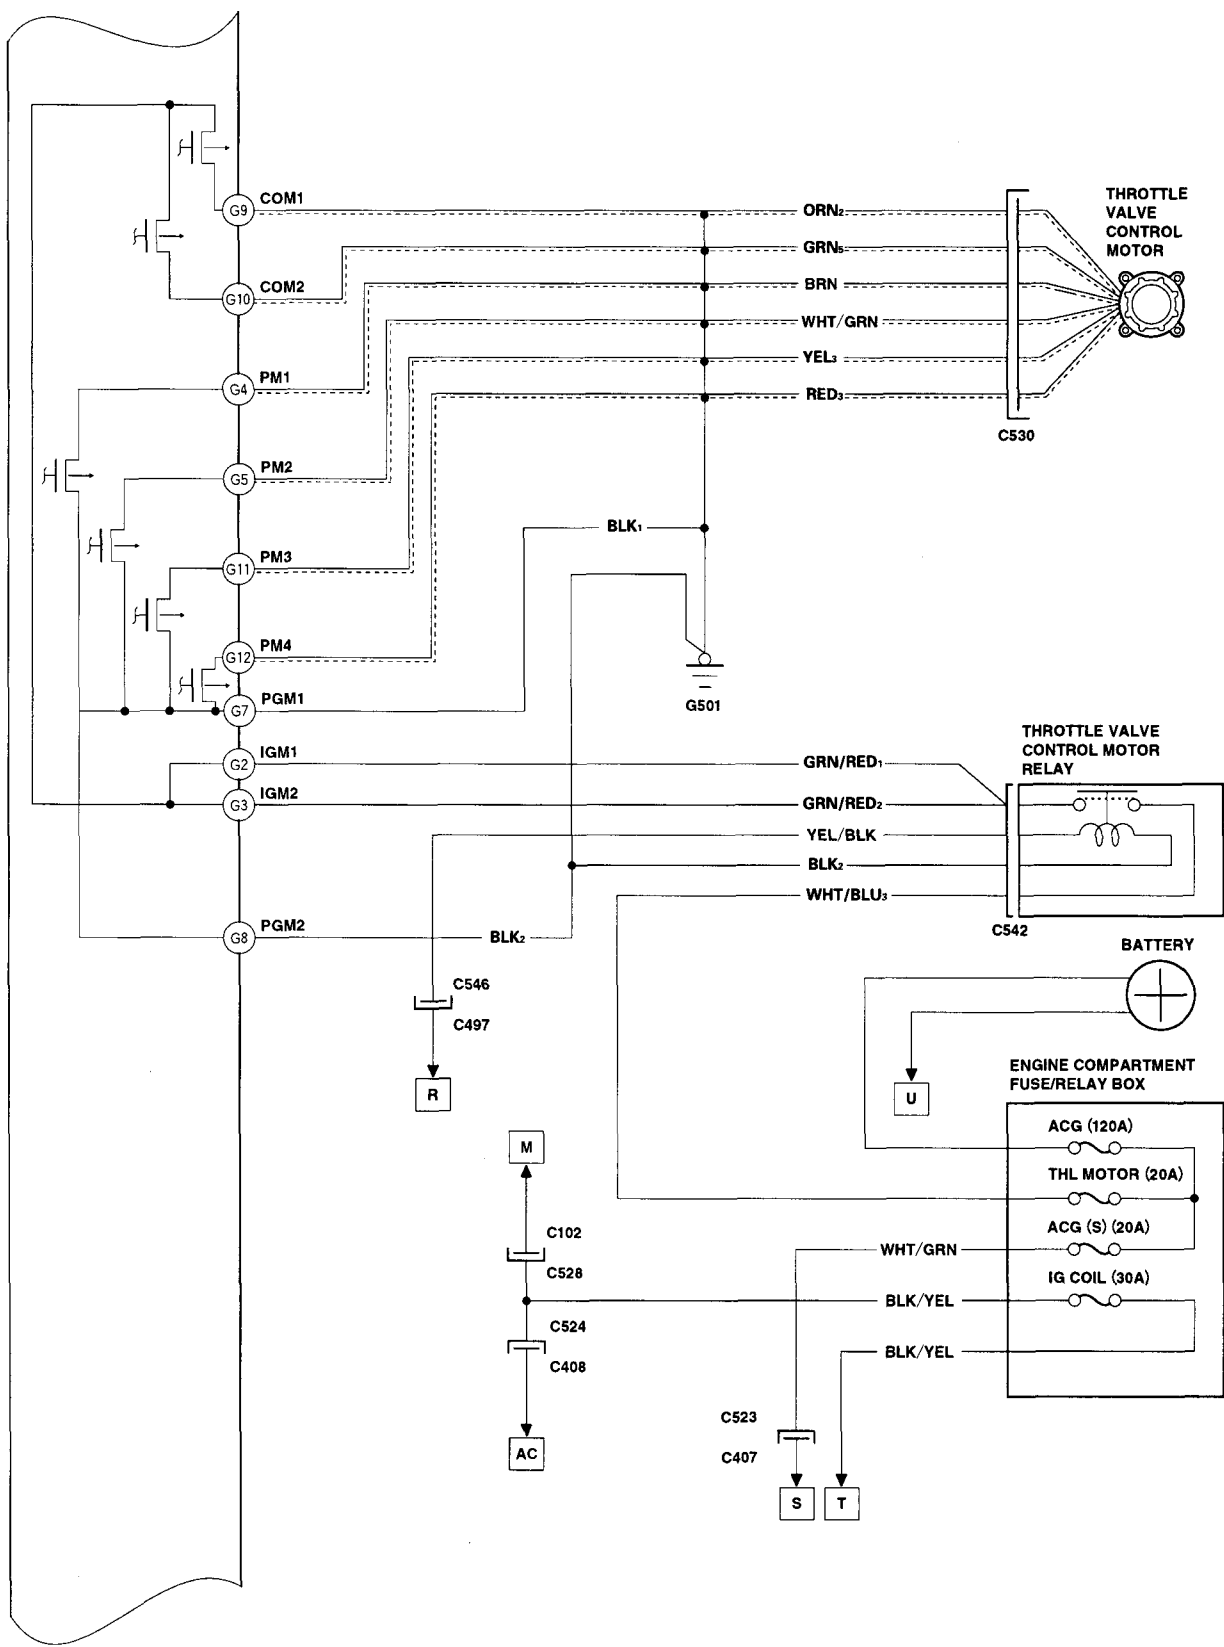 COM1
G9
ORN2
THROTTLE
VALVE
CONTROL
MOTOR
GRN5
COM2
G10
BRN
WHT/GRN
YEL3
PM1
G4
RED3
C530
PM2
G5
BLK1
PM3
G11
PM4
G12
PGM1
G7
G501
THROTTLE VALVE
CONTROL MOTOR
RELAY
IGM1
G2
GRN/RED1
IGM2
G3
GRN/RED2
YEL/BLK
BLK2
WHT/BLU3
C542
PGM2
G8
BLK2
BATTERY
C546
C497
R
U
ENGINE COMPARTMENT
FUSE/RELAY BOX
ACG (120A)
THL MOTOR (20A)
ACG (S) (20A)
IG COIL (30A)
M
C102
C528
WHT/GRN
BLK/YEL
C524
C408
BLK/YEL
AC
C523
C407
S
T